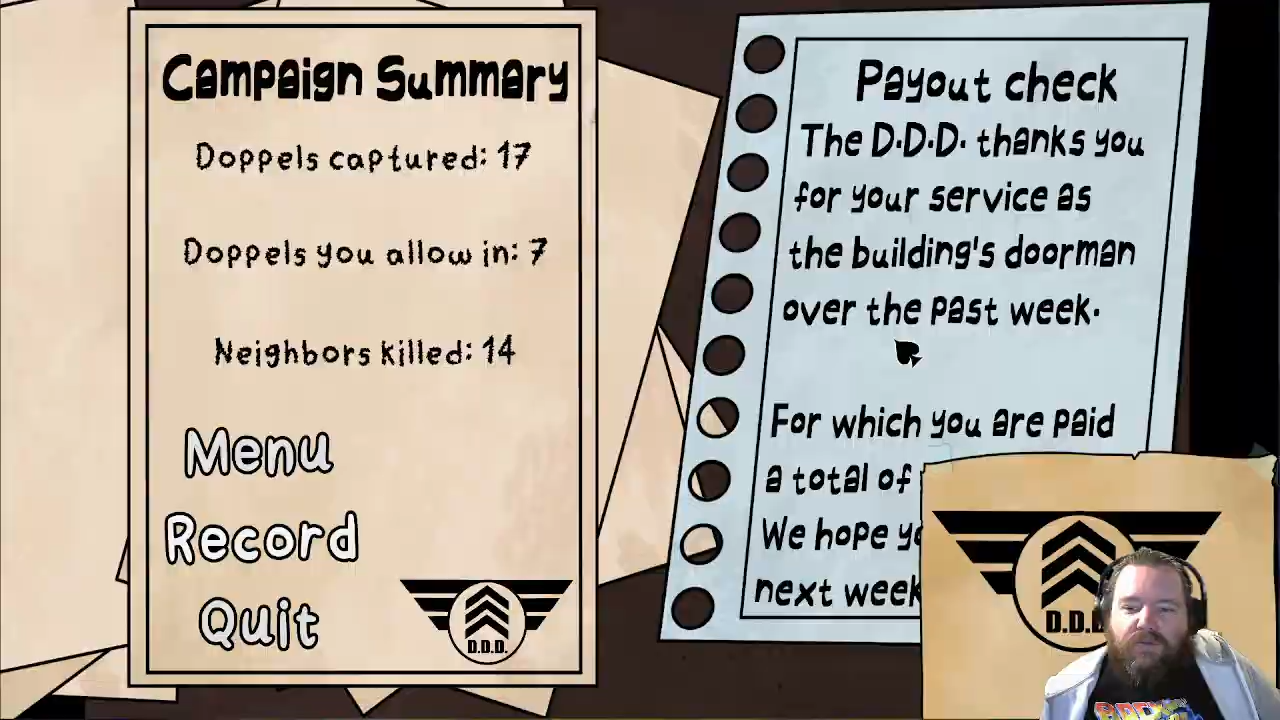 Campaign Summary
Doppels captured: 17
Doppels you allow in: 7
Neighbors killed: 14
Menu
Record
Quit
D.D.D.
Payout check
The D.D.D. thanks you
for your service as
the building's doorman
over the past week.
For which you are paid
a total of
We hope
next week
D.D.D